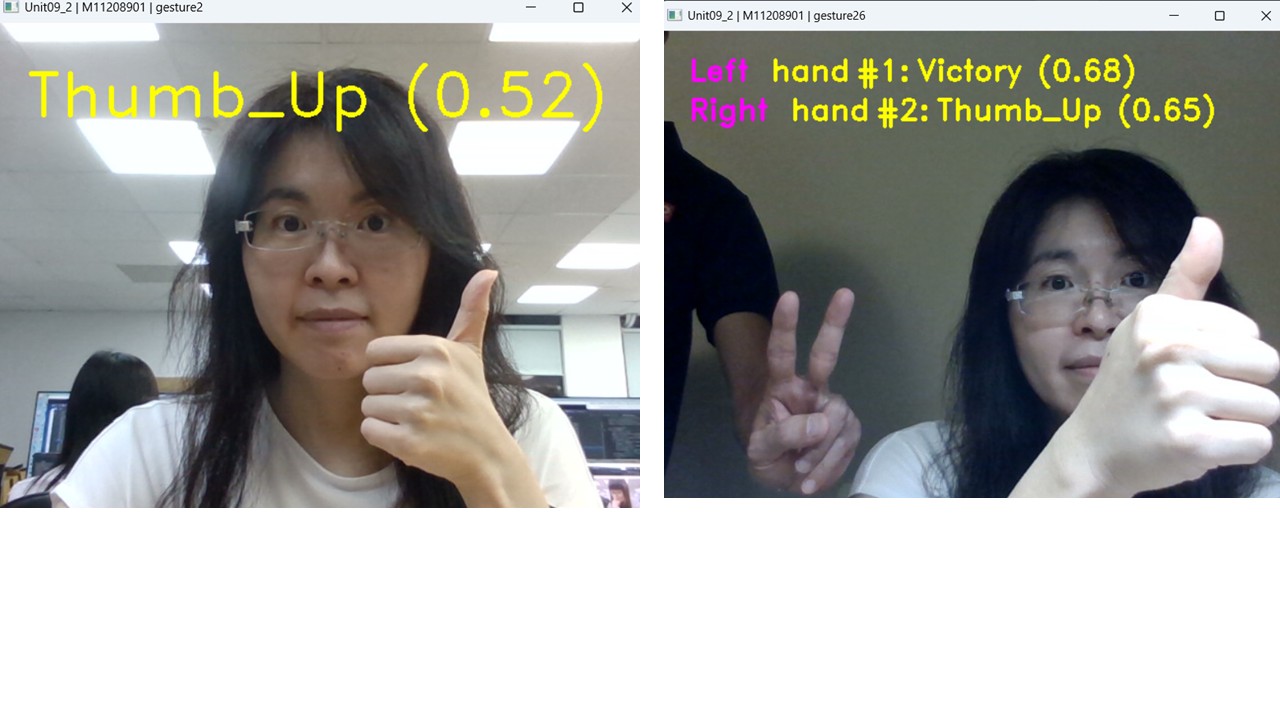 Unit09_2 | M11208901 | gesture2
Thumb_Up (0.52)
Unit09_2 | M11208901 | gesture26
Left hand #1: Victory (0.68)
Right hand #2: Thumb_Up (0.65)